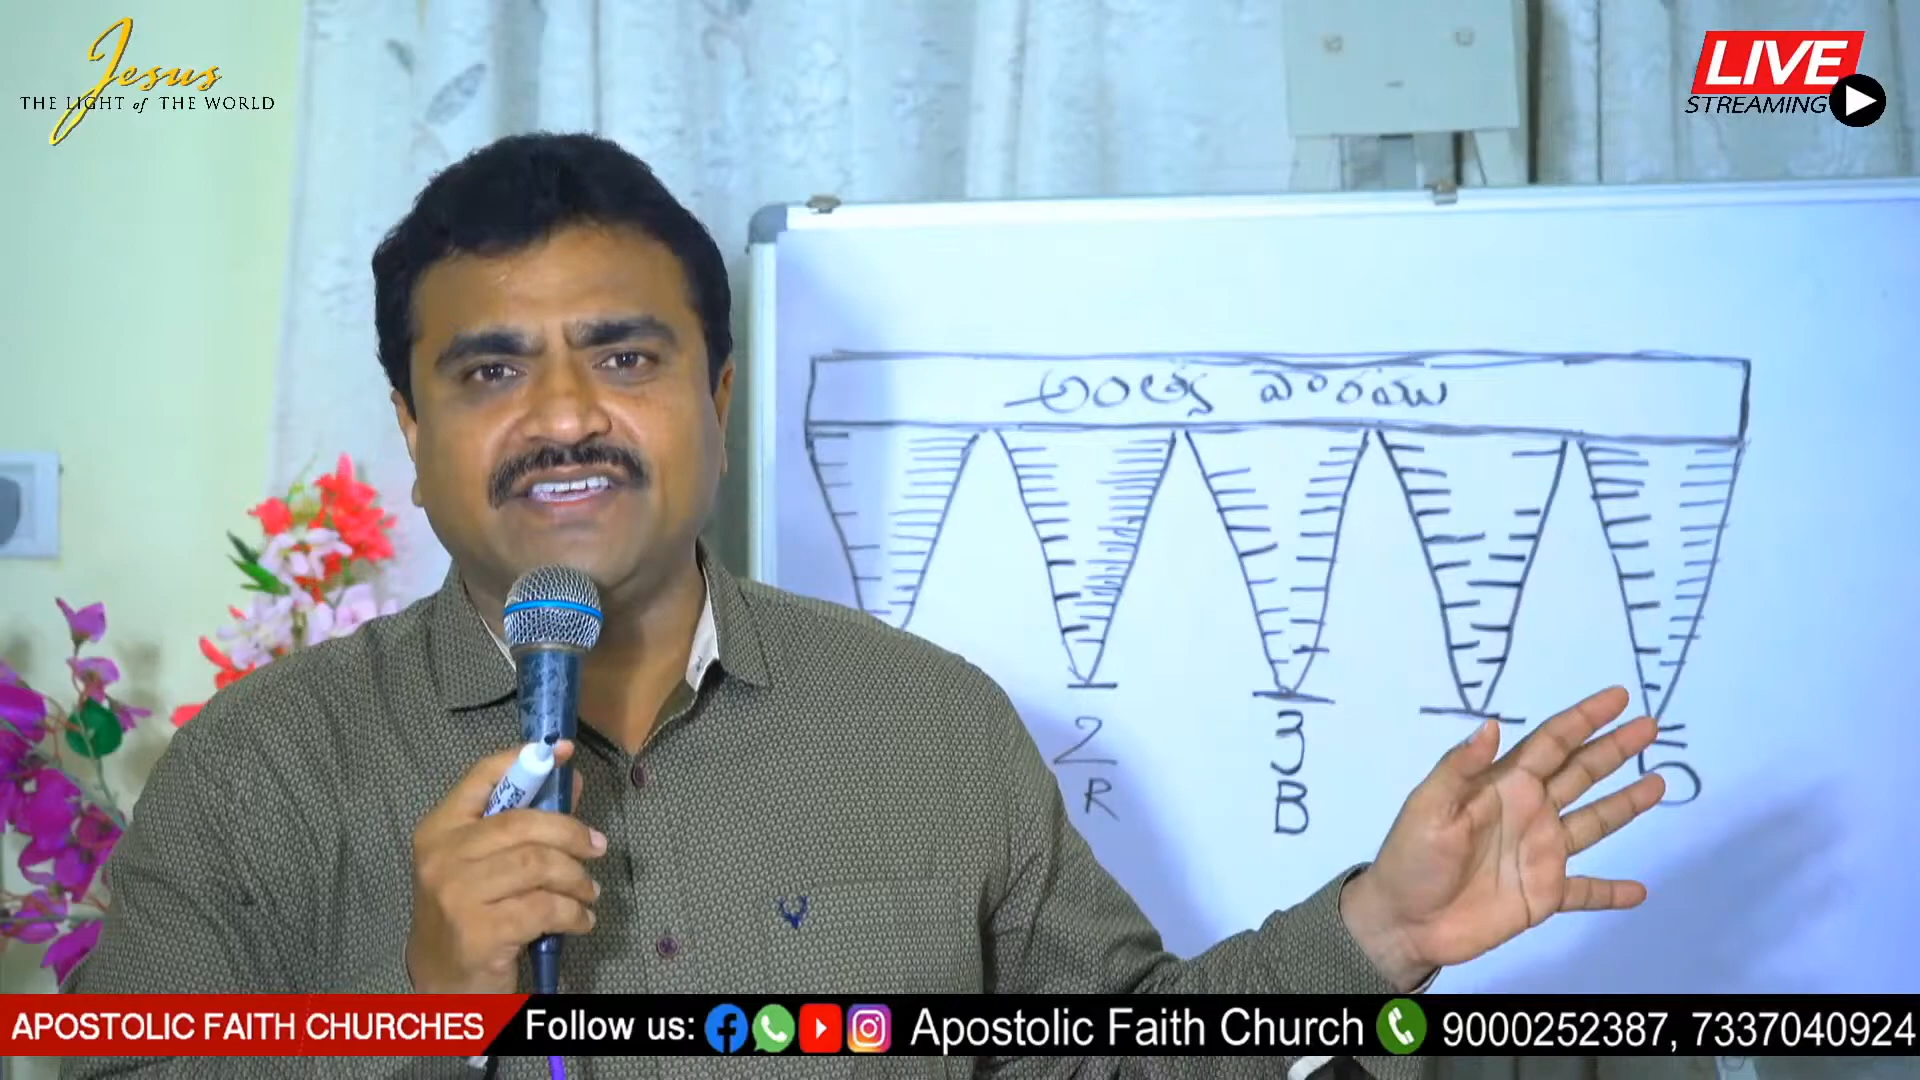 Jesus
THE LIGHT of THE WORLD
LIVE
STREAMING
అంత్య వారము
2
R
3
B
5
APOSTOLIC FAITH CHURCHES
Follow us:
Apostolic Faith Church
9000252387, 7337040924